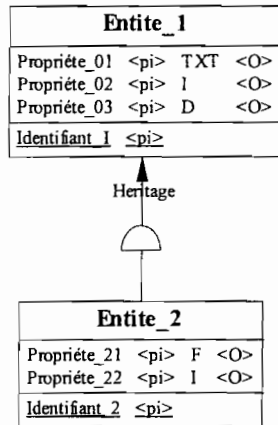 Entite_1
Propriéte_01 <pi> TXT <O>
Propriéte_02 <pi> I <O>
Propriéte_03 <pi> D <O>
Identifiant_1 <pi>
Heritage
Entite_2
Propriéte_21 <pi> F <O>
Propriéte_22 <pi> I <O>
Identifiant_2 <pi>